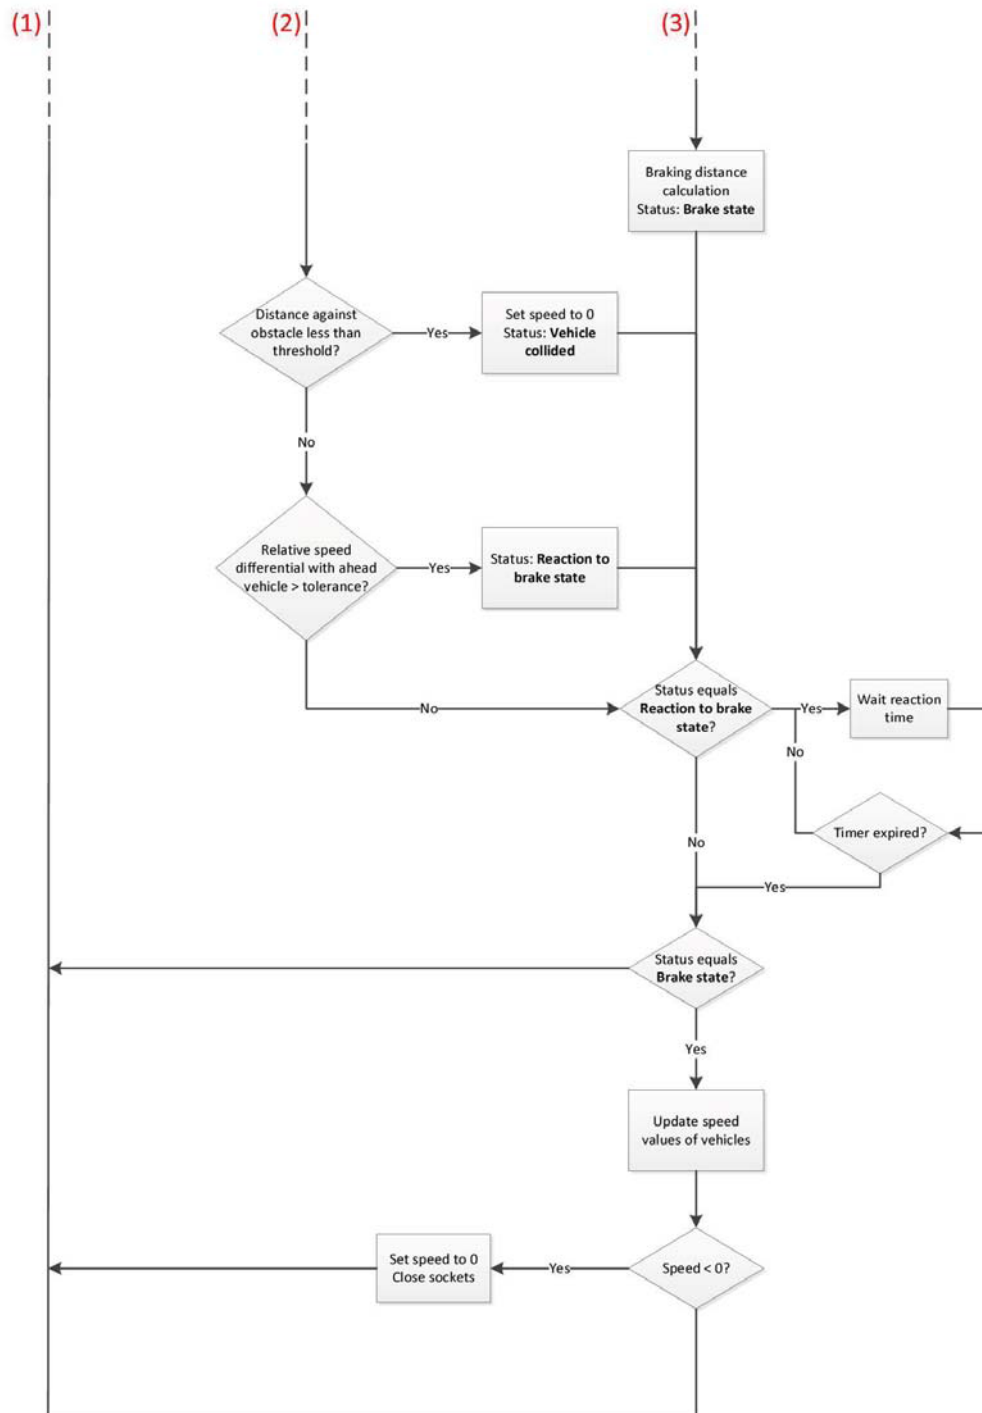 (1)
(2)
(3)
Braking distance
calculation
Status: Brake state
Distance against
obstacle less than
threshold?
Yes
Set speed to 0
Status: Vehicle
collided
No
Relative speed
differential with ahead
vehicle > tolerance?
Yes
Status: Reaction to
brake state
No
Status equals
Reaction to brake
state?
Yes
Wait reaction
time
No
Timer expired?
No
Yes
Status equals
Brake state?
Yes
Update speed
values of vehicles
Set speed to 0
Close sockets
Yes
Speed < 0?